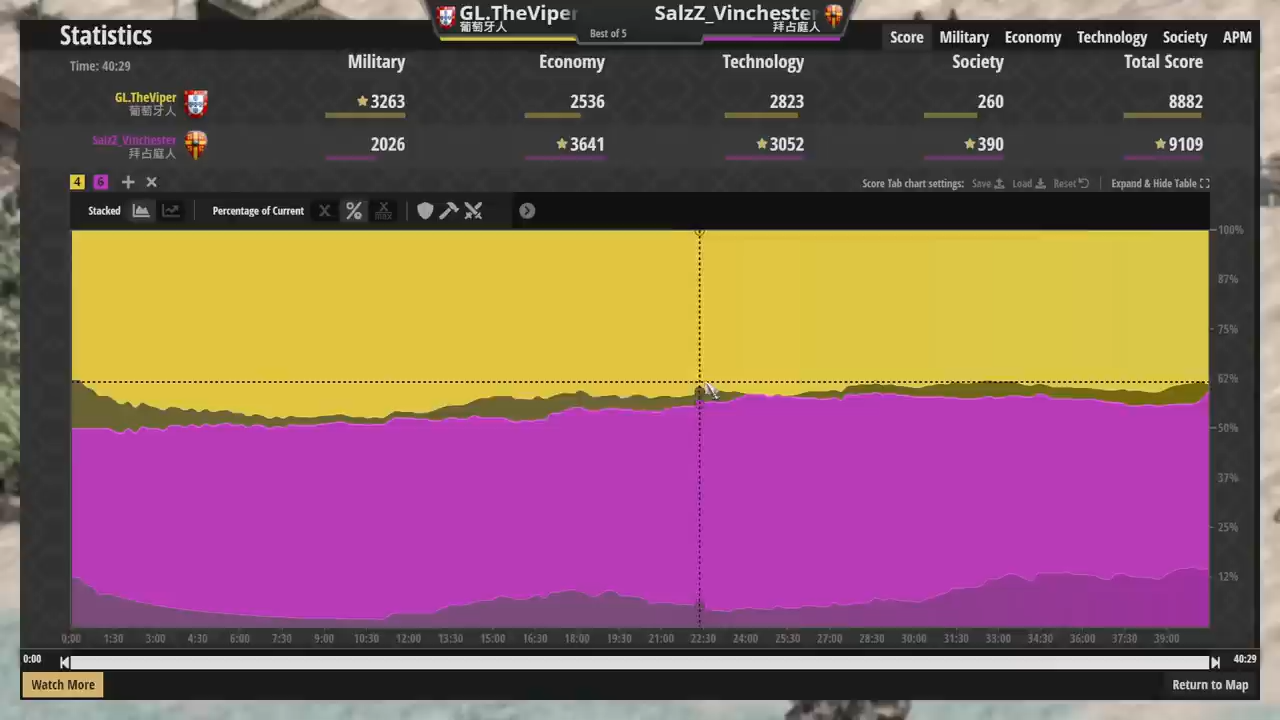 GL.TheViper
葡萄牙人
Best of 5
SalzZ_Vincheste
拜占庭人
Statistics
Score Military Economy Technology Society APM
Time: 40:29
Military Economy Technology Society Total Score
GL.TheViper
葡萄牙人
3263 2536 2823 260 8882
SalzZ_Vinchester
拜占庭人
2026 3641 3052 390 9109
4 6
Score Tab chart settings: Save Load Reset Expand & Hide Table
Stacked Percentage of Current X % X max
100%
87%
75%
62%
50%
37%
25%
12%
0:00 1:30 3:00 4:30 6:00 7:30 9:00 10:30 12:00 13:30 15:00 16:30 18:00 19:30 21:00 22:30 24:00 25:30 27:00 28:30 30:00 31:30 33:00 34:30 36:00 37:30 39:00
0:00 40:29
Watch More Return to Map